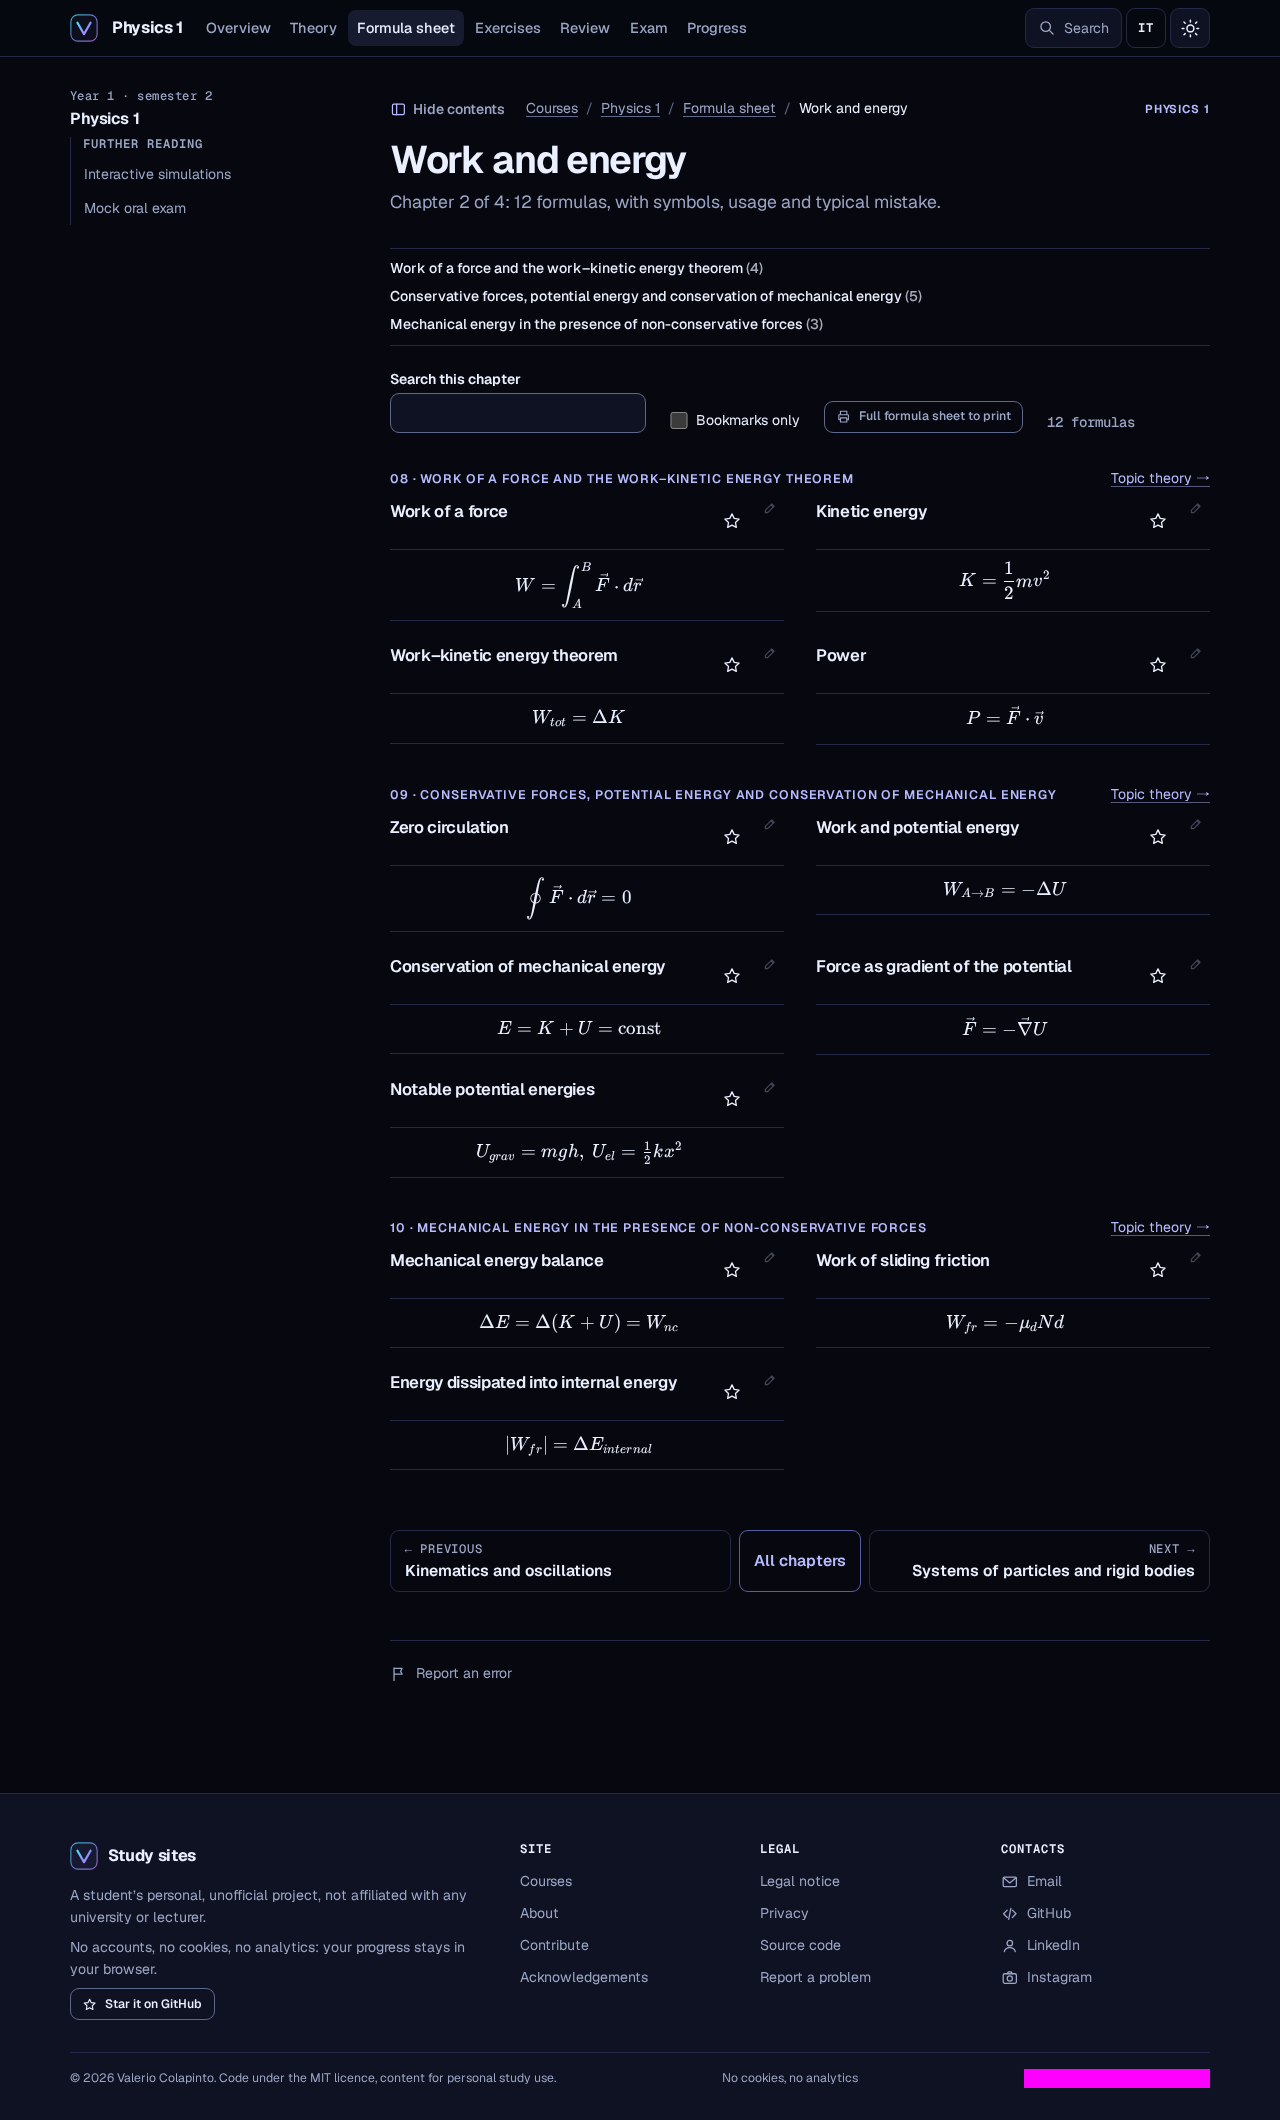 Physics 1
Overview
Theory
Formula sheet
Exercises
Review
Exam
Progress
Search
IT
Year 1 · semester 2
Physics 1
FURTHER READING
Interactive simulations
Mock oral exam
Hide contents
Courses / Physics 1 / Formula sheet / Work and energy
PHYSICS 1
Work and energy
Chapter 2 of 4: 12 formulas, with symbols, usage and typical mistake.
Work of a force and the work–kinetic energy theorem (4)
Conservative forces, potential energy and conservation of mechanical energy (5)
Mechanical energy in the presence of non-conservative forces (3)
Search this chapter
Bookmarks only
Full formula sheet to print
12 formulas
08 · WORK OF A FORCE AND THE WORK–KINETIC ENERGY THEOREM
Topic theory →
Work of a force
W = ∫_A^B F⃗ · dr⃗
Kinetic energy
K = 1/2 mv²
Work–kinetic energy theorem
W_tot = ΔK
Power
P = F⃗ · v⃗
09 · CONSERVATIVE FORCES, POTENTIAL ENERGY AND CONSERVATION OF MECHANICAL ENERGY
Topic theory →
Zero circulation
∮ F⃗ · dr⃗ = 0
Work and potential energy
W_A→B = −ΔU
Conservation of mechanical energy
E = K + U = const
Force as gradient of the potential
F⃗ = −∇⃗U
Notable potential energies
U_grav = mgh, U_el = 1/2 kx²
10 · MECHANICAL ENERGY IN THE PRESENCE OF NON-CONSERVATIVE FORCES
Topic theory →
Mechanical energy balance
ΔE = Δ(K + U) = W_nc
Work of sliding friction
W_fr = −μ_d Nd
Energy dissipated into internal energy
|W_fr| = ΔE_internal
← PREVIOUS
Kinematics and oscillations
All chapters
NEXT →
Systems of particles and rigid bodies
Report an error
Study sites
A student's personal, unofficial project, not affiliated with any
university or lecturer.
No accounts, no cookies, no analytics: your progress stays in
your browser.
Star it on GitHub
SITE
Courses
About
Contribute
Acknowledgements
LEGAL
Legal notice
Privacy
Source code
Report a problem
CONTACTS
Email
GitHub
LinkedIn
Instagram
© 2026 Valerio Colapinto. Code under the MIT licence, content for personal study use.
No cookies, no analytics